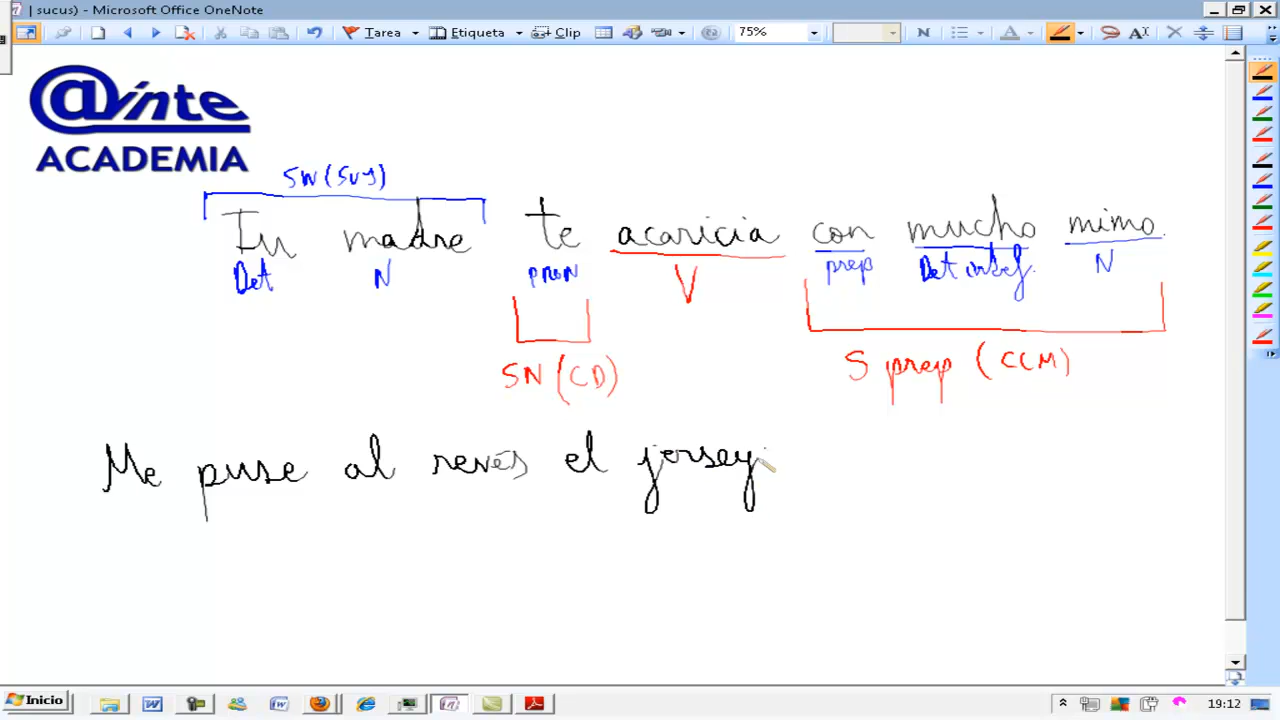 | sucus) - Microsoft Office OneNote
Tarea Etiqueta Clip 75% N A
@inte
ACADEMIA
SN (Suj)
Tu madre te acaricia con mucho mimo.
Det N PRON V prep Det intef. N
SN (CD) S prep (CCM)
Me puse al revés el jersey
Inicio 19:12